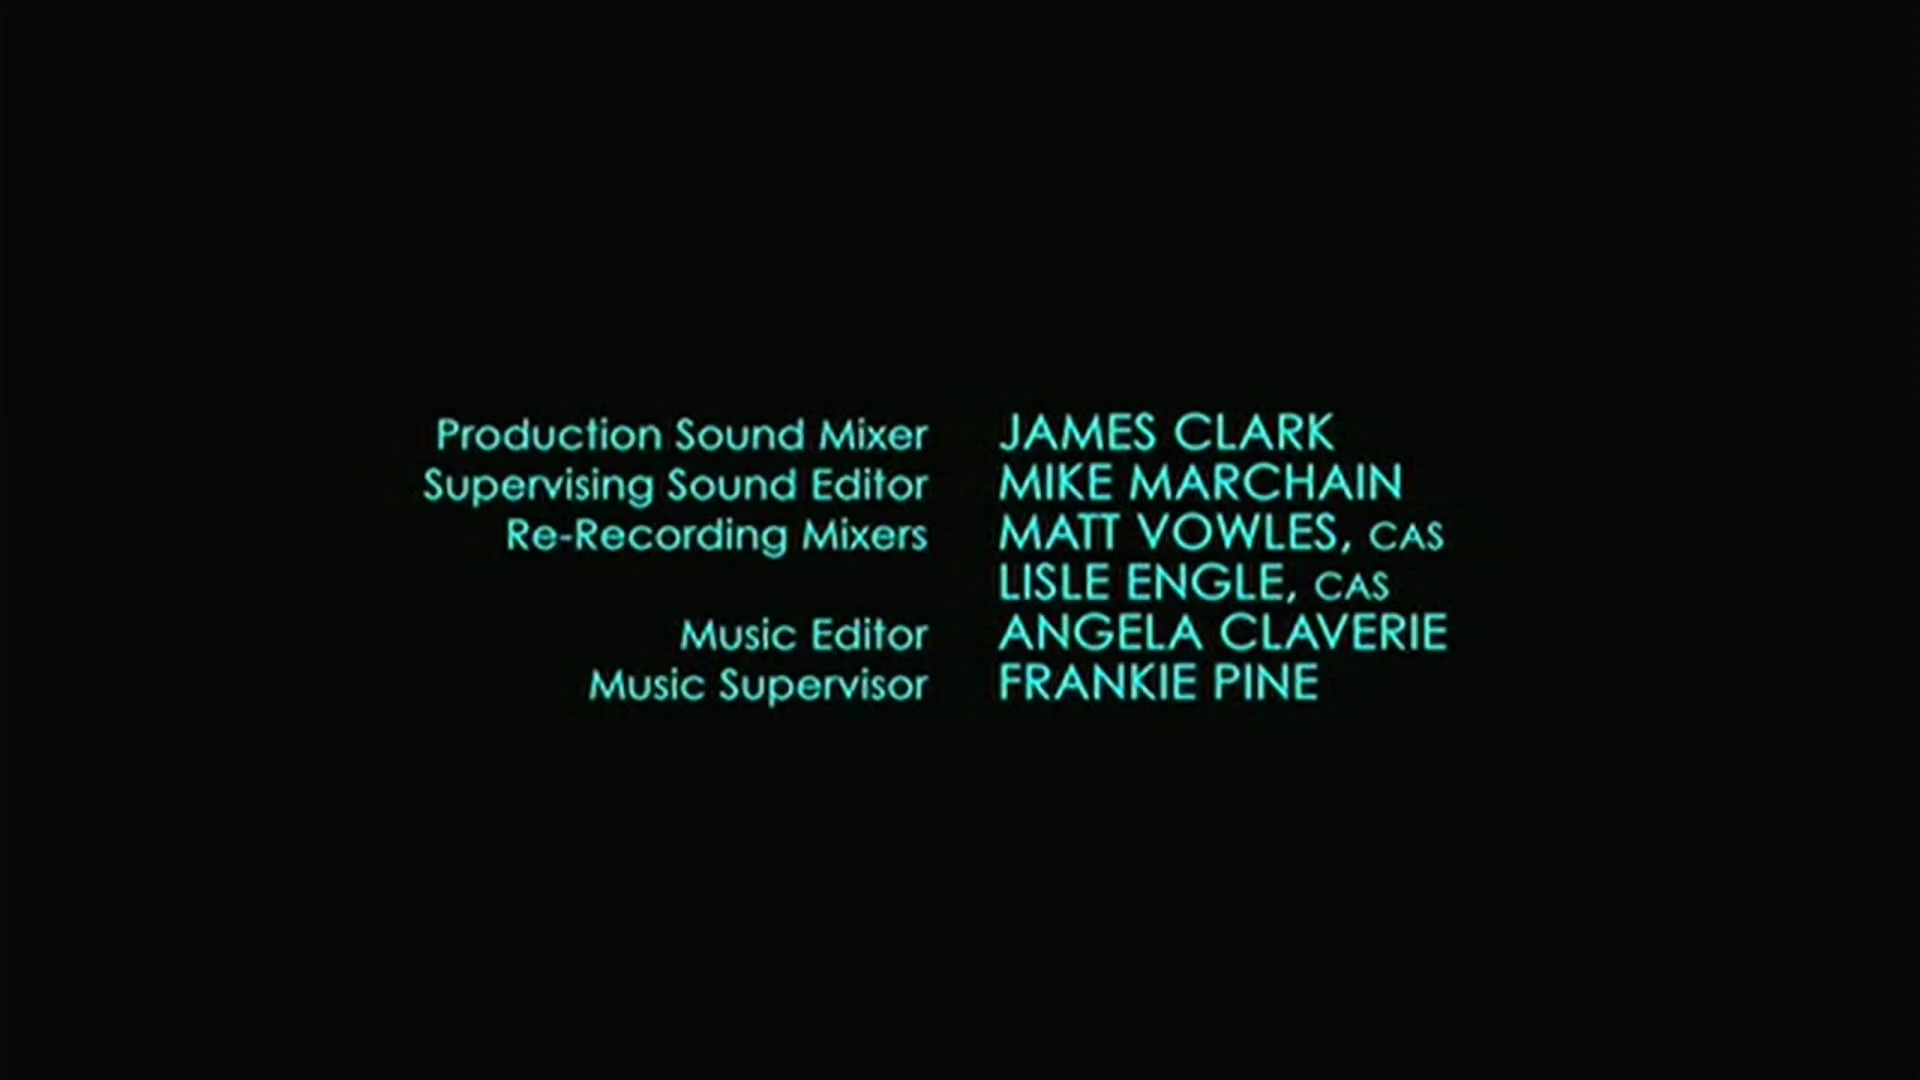 Production Sound Mixer JAMES CLARK
Supervising Sound Editor MIKE MARCHAIN
Re-Recording Mixers MATT VOWLES, CAS
LISLE ENGLE, CAS
Music Editor ANGELA CLAVERIE
Music Supervisor FRANKIE PINE